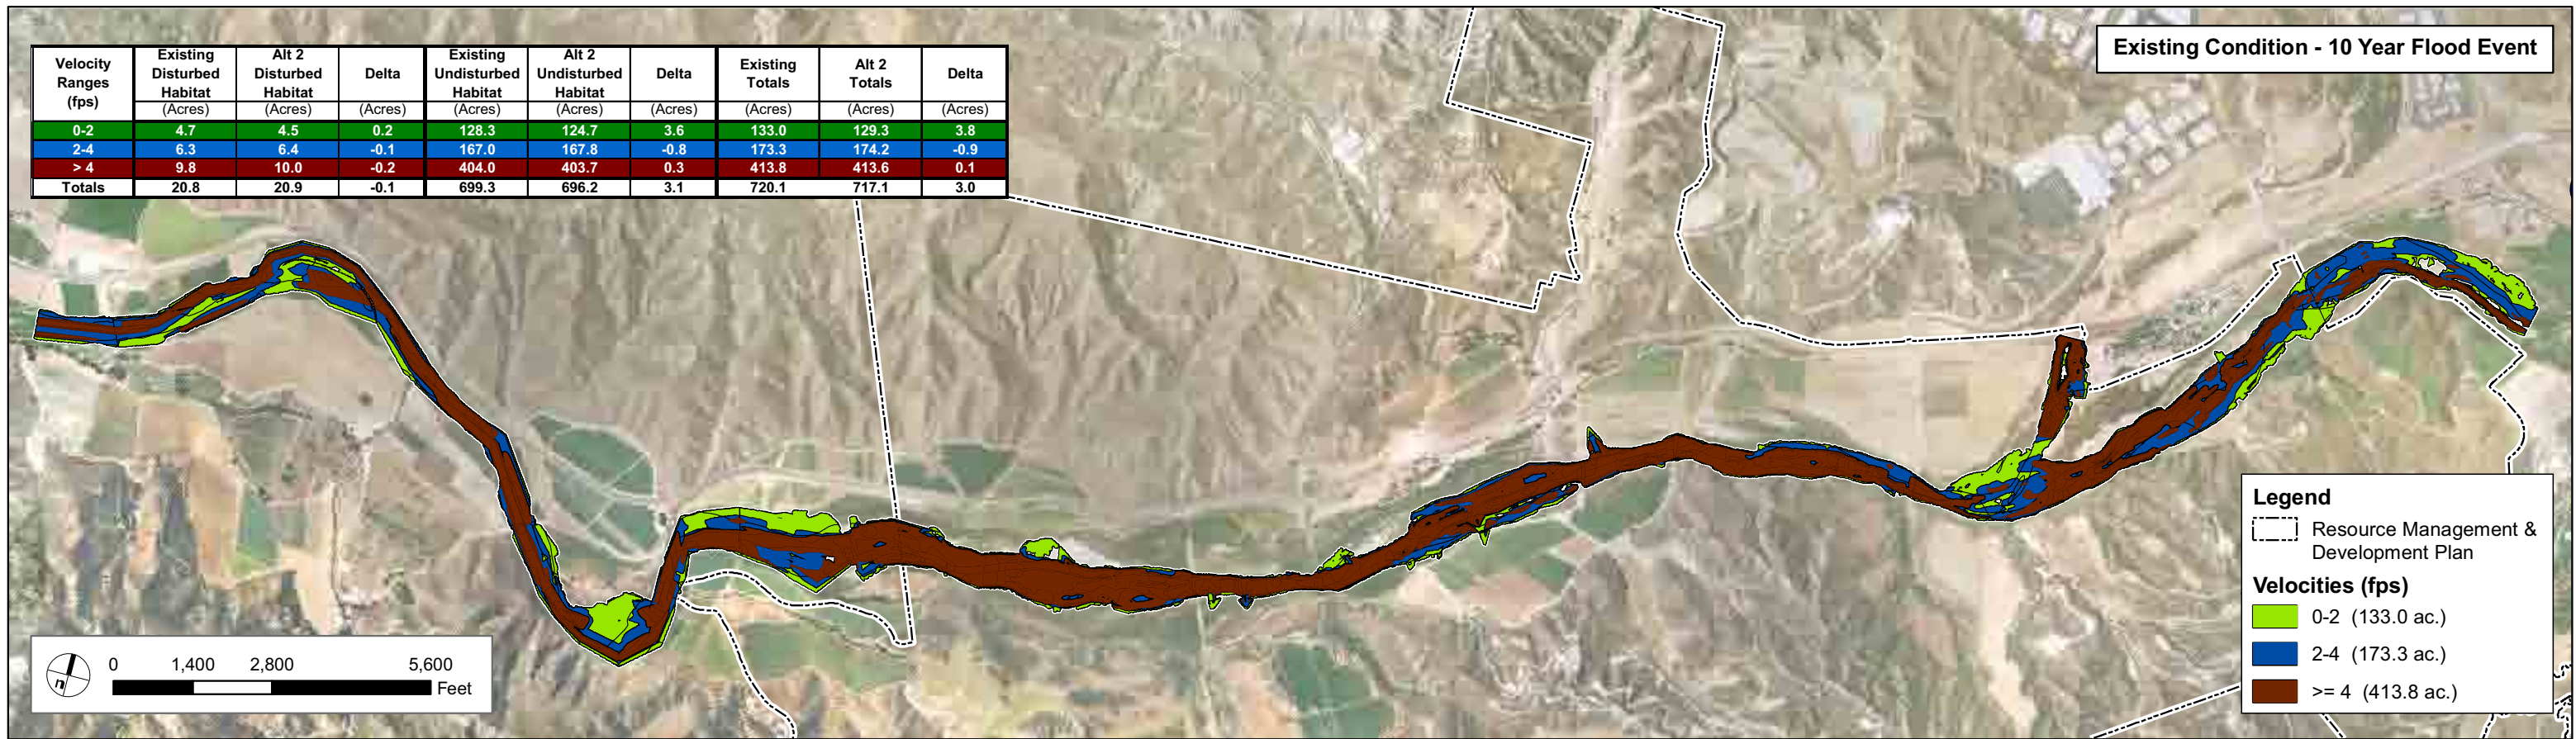 Existing Condition - 10 Year Flood Event
Velocity Ranges (fps) Existing Disturbed Habitat Alt 2 Disturbed Habitat Delta Existing Undisturbed Habitat Alt 2 Undisturbed Habitat Delta Existing Totals Alt 2 Totals Delta
(Acres) (Acres) (Acres) (Acres) (Acres) (Acres) (Acres) (Acres) (Acres)
0-2 4.7 4.5 0.2 128.3 124.7 3.6 133.0 129.3 3.8
2-4 6.3 6.4 -0.1 167.0 167.8 -0.8 173.3 174.2 -0.9
> 4 9.8 10.0 -0.2 404.0 403.7 0.3 413.8 413.6 0.1
Totals 20.8 20.9 -0.1 699.3 696.2 3.1 720.1 717.1 3.0
Legend
Resource Management &
Development Plan
Velocities (fps)
0-2 (133.0 ac.)
2-4 (173.3 ac.)
>= 4 (413.8 ac.)
n
0 1,400 2,800 5,600
Feet